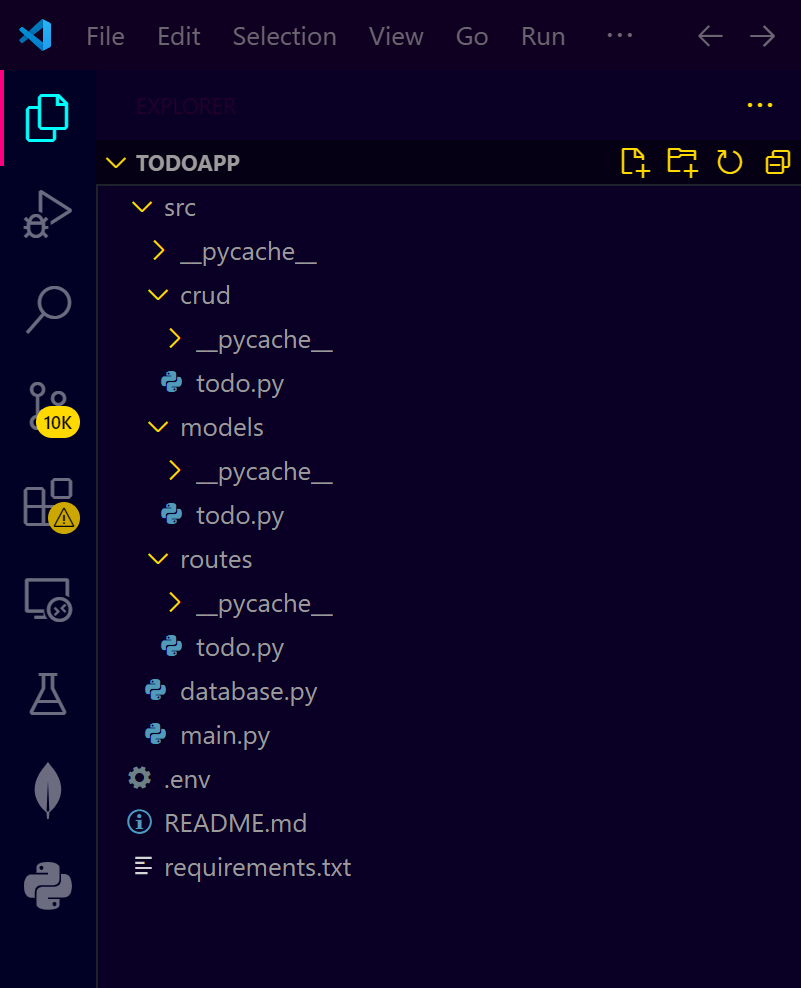 File Edit Selection View Go Run ...
EXPLORER ...
TODOAPP
src
__pycache__
crud
__pycache__
todo.py
10K
models
__pycache__
todo.py
routes
__pycache__
todo.py
database.py
main.py
.env
README.md
requirements.txt